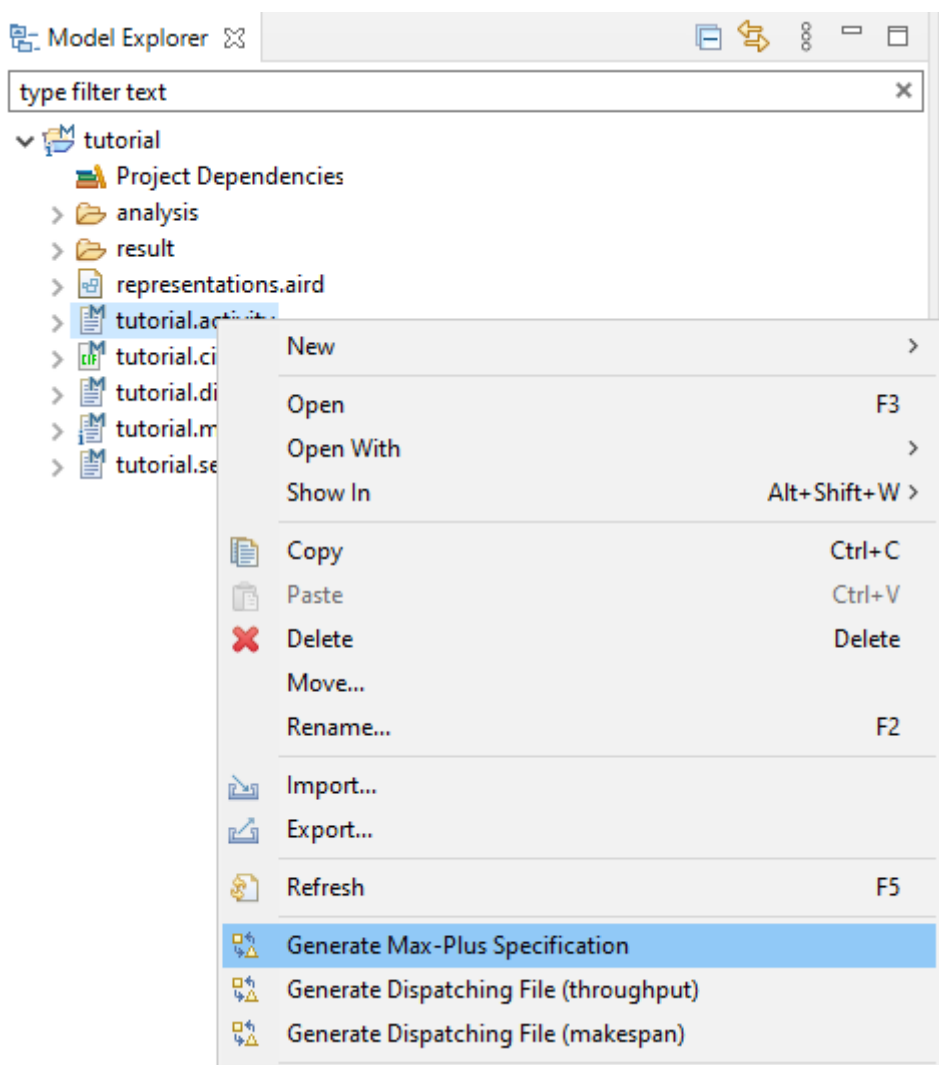 Model Explorer
type filter text
tutorial
Project Dependencies
analysis
result
representations.aird
tutorial.activity
tutorial.ci
tutorial.di
tutorial.m
tutorial.se
New
Open F3
Open With
Show In Alt+Shift+W
Copy Ctrl+C
Paste Ctrl+V
Delete Delete
Move...
Rename... F2
Import...
Export...
Refresh F5
Generate Max-Plus Specification
Generate Dispatching File (throughput)
Generate Dispatching File (makespan)